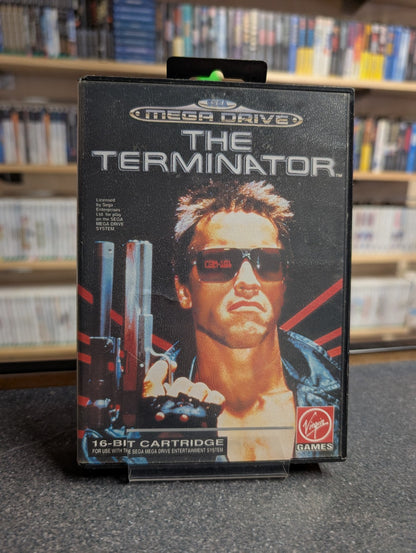 SEGA
MEGA DRIVE
THE
TERMINATOR™
Licensed
by Sega
Enterprises
Ltd. for play
on the SEGA
MEGA DRIVE
SYSTEM
16-BIT CARTRIDGE
FOR USE WITH THE SEGA MEGA DRIVE ENTERTAINMENT SYSTEM
Virgin
GAMES